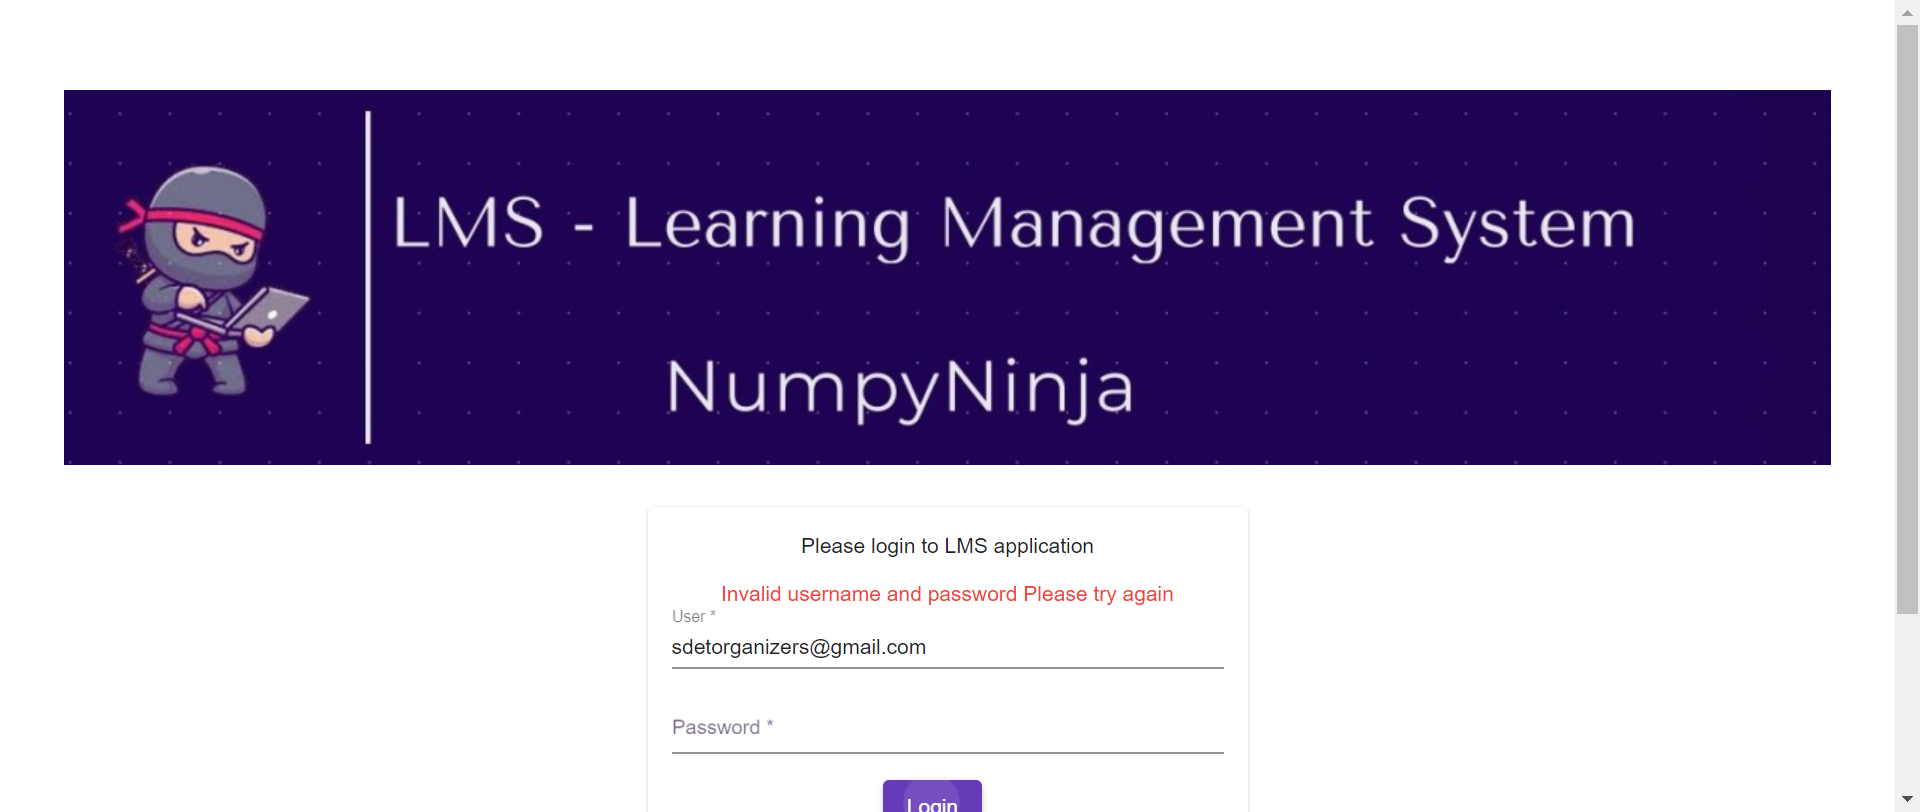 LMS - Learning Management System
NumpyNinja
Please login to LMS application
Invalid username and password Please try again
User *
sdetorganizers@gmail.com
Password *
Login